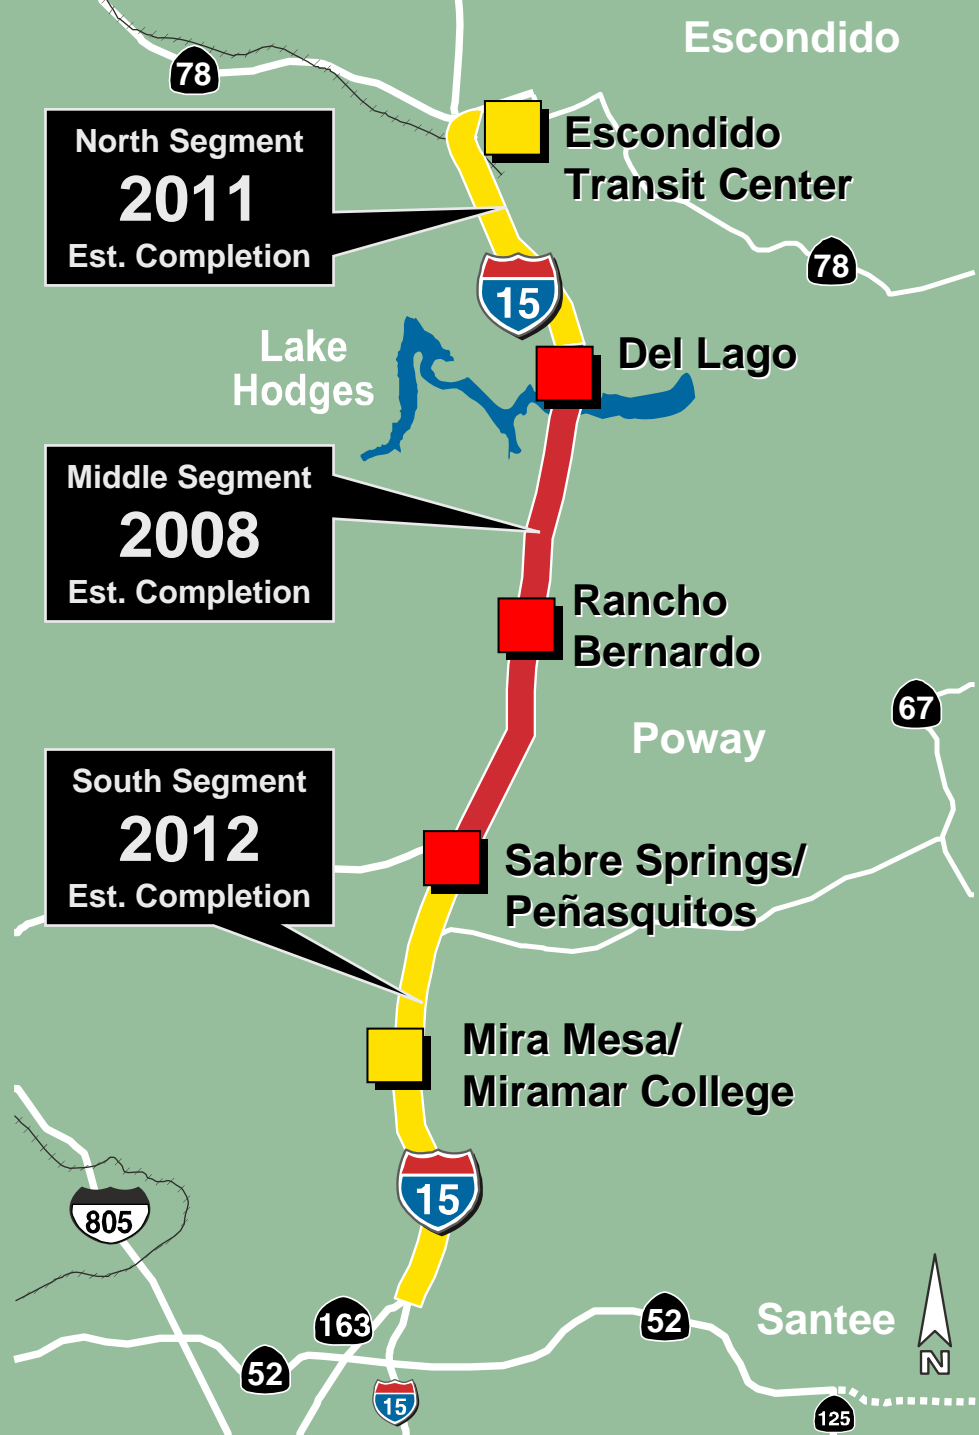 Escondido
78
North Segment
2011
Est. Completion
Escondido
Transit Center
78
15
Lake
Hodges
Del Lago
Middle Segment
2008
Est. Completion
Rancho
Bernardo
67
Poway
South Segment
2012
Est. Completion
Sabre Springs/
Peñasquitos
Mira Mesa/
Miramar College
15
805
163
52
Santee
N
52
15
125